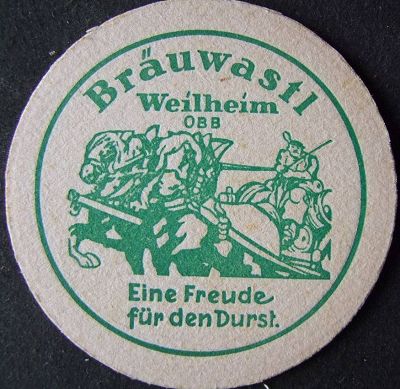 Bräuwastl
Weilheim
OBB
Eine Freude
für den Durst.